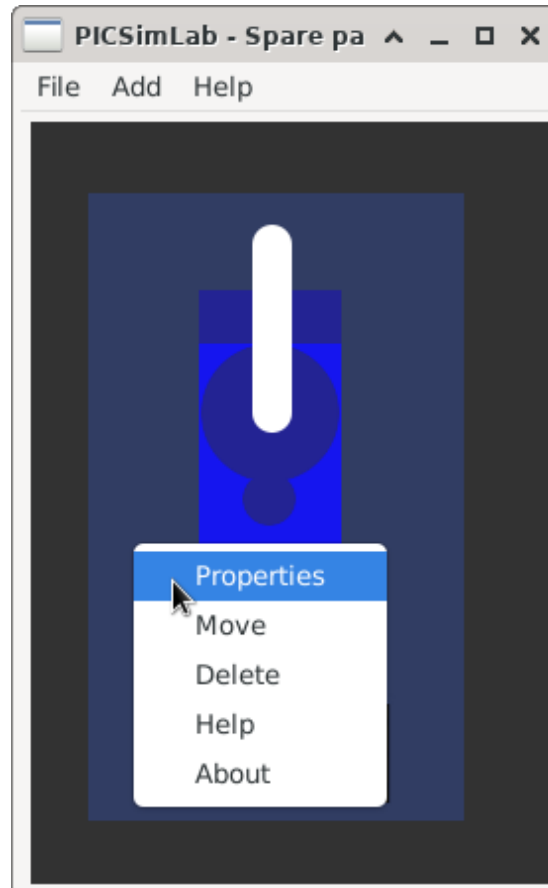 PICSimLab - Spare pa
File Add Help
Properties
Move
Delete
Help
About